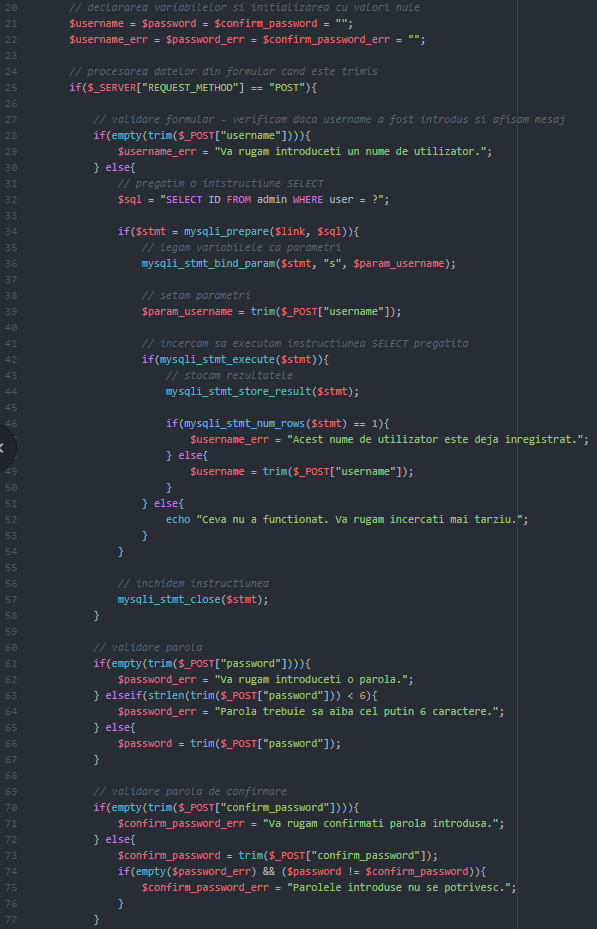 20 // declararea variabilelor si initializarea cu valori nule
21 $username = $password = $confirm_password = "";
22 $username_err = $password_err = $confirm_password_err = "";
23
24 // procesarea datelor din formular cand este trimis
25 if($_SERVER["REQUEST_METHOD"] == "POST"){
26
27 // validare formular - verificam daca username a fost introdus si afisam mesaj
28 if(empty(trim($_POST["username"]))){
29 $username_err = "Va rugam introduceti un nume de utilizator.";
30 } else{
31 // pregatim o intstructiune SELECT
32 $sql = "SELECT ID FROM admin WHERE user = ?";
33
34 if($stmt = mysqli_prepare($link, $sql)){
35 // legam variabilele ca parametri
36 mysqli_stmt_bind_param($stmt, "s", $param_username);
37
38 // setam parametri
39 $param_username = trim($_POST["username"]);
40
41 // incercam sa executam instructiunea SELECT pregatita
42 if(mysqli_stmt_execute($stmt)){
43 // stocam rezultatele
44 mysqli_stmt_store_result($stmt);
45
46 if(mysqli_stmt_num_rows($stmt) == 1){
$username_err = "Acest nume de utilizator este deja inregistrat.";
} else{
49 $username = trim($_POST["username"]);
50 }
51 } else{
52 echo "Ceva nu a functionat. Va rugam incercati mai tarziu.";
53 }
54 }
55
56 // inchidem instructiunea
57 mysqli_stmt_close($stmt);
58 }
59
60 // validare parola
61 if(empty(trim($_POST["password"]))){
62 $password_err = "Va rugam introduceti o parola.";
63 } elseif(strlen(trim($_POST["password"])) < 6){
64 $password_err = "Parola trebuie sa aiba cel putin 6 caractere.";
65 } else{
66 $password = trim($_POST["password"]);
67 }
68
69 // validare parola de confirmare
70 if(empty(trim($_POST["confirm_password"]))){
71 $confirm_password_err = "Va rugam confirmati parola introdusa.";
72 } else{
73 $confirm_password = trim($_POST["confirm_password"]);
74 if(empty($password_err) && ($password != $confirm_password)){
75 $confirm_password_err = "Parolele introduse nu se potrivesc.";
76 }
77 }